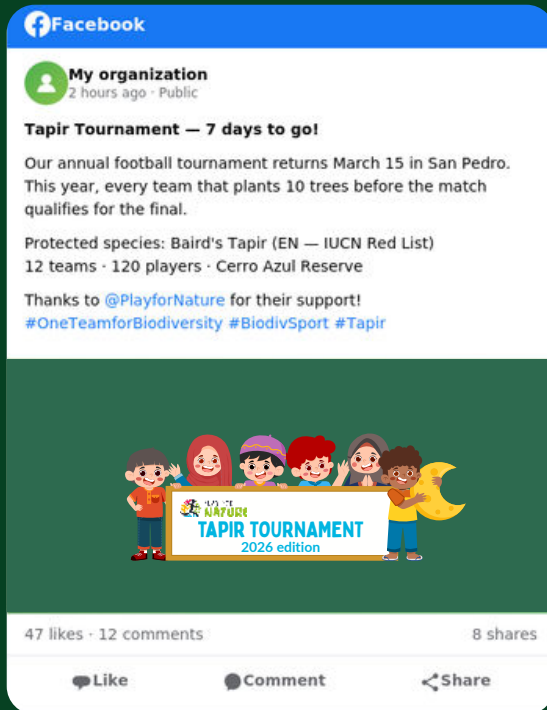 Facebook
My organization
2 hours ago · Public
Tapir Tournament — 7 days to go!
Our annual football tournament returns March 15 in San Pedro.
This year, every team that plants 10 trees before the match
qualifies for the final.
Protected species: Baird's Tapir (EN — IUCN Red List)
12 teams · 120 players · Cerro Azul Reserve
Thanks to @PlayforNature for their support!
#OneTeamforBiodiversity #BiodivSport #Tapir
NATURE
TAPIR TOURNAMENT
2026 edition
47 likes · 12 comments
8 shares
Like
Comment
Share